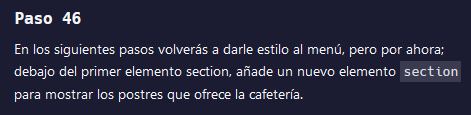 Paso 46
En los siguientes pasos volverás a darle estilo al menú, pero por ahora;
debajo del primer elemento section, añade un nuevo elemento section
para mostrar los postres que ofrece la cafetería.